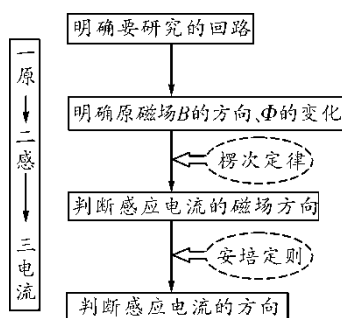 明确要研究的回路
一原
明确原磁场B的方向、Φ的变化
二感
楞次定律
判断感应电流的磁场方向
三电流
安培定则
判断感应电流的方向